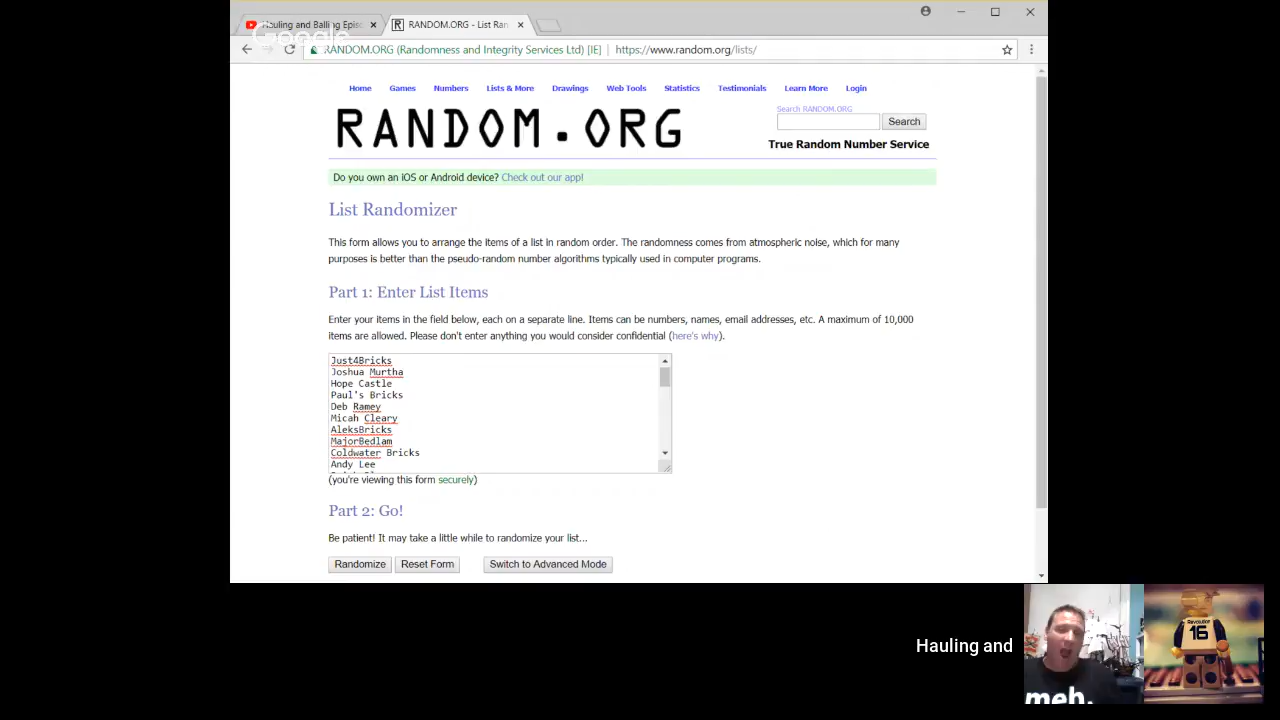 Hauling and Balling Epis
RANDOM.ORG - List Ran
Google
RANDOM.ORG (Randomness and Integrity Services Ltd) [IE]
https://www.random.org/lists/
Home Games Numbers Lists & More Drawings Web Tools Statistics Testimonials Learn More Login
RANDOM.ORG
Search RANDOM.ORG
Search
True Random Number Service
Do you own an iOS or Android device? Check out our app!
List Randomizer
This form allows you to arrange the items of a list in random order. The randomness comes from atmospheric noise, which for many
purposes is better than the pseudo-random number algorithms typically used in computer programs.
Part 1: Enter List Items
Enter your items in the field below, each on a separate line. Items can be numbers, names, email addresses, etc. A maximum of 10,000
items are allowed. Please don't enter anything you would consider confidential (here's why).
Just4Bricks
Joshua Murtha
Hope Castle
Paul's Bricks
Deb Ramey
Micah Cleary
AleksBricks
MajorBedlam
Coldwater Bricks
Andy Lee
(you're viewing this form securely)
Part 2: Go!
Be patient! It may take a little while to randomize your list...
Randomize Reset Form Switch to Advanced Mode
Hauling and
meh.
Revolution
16